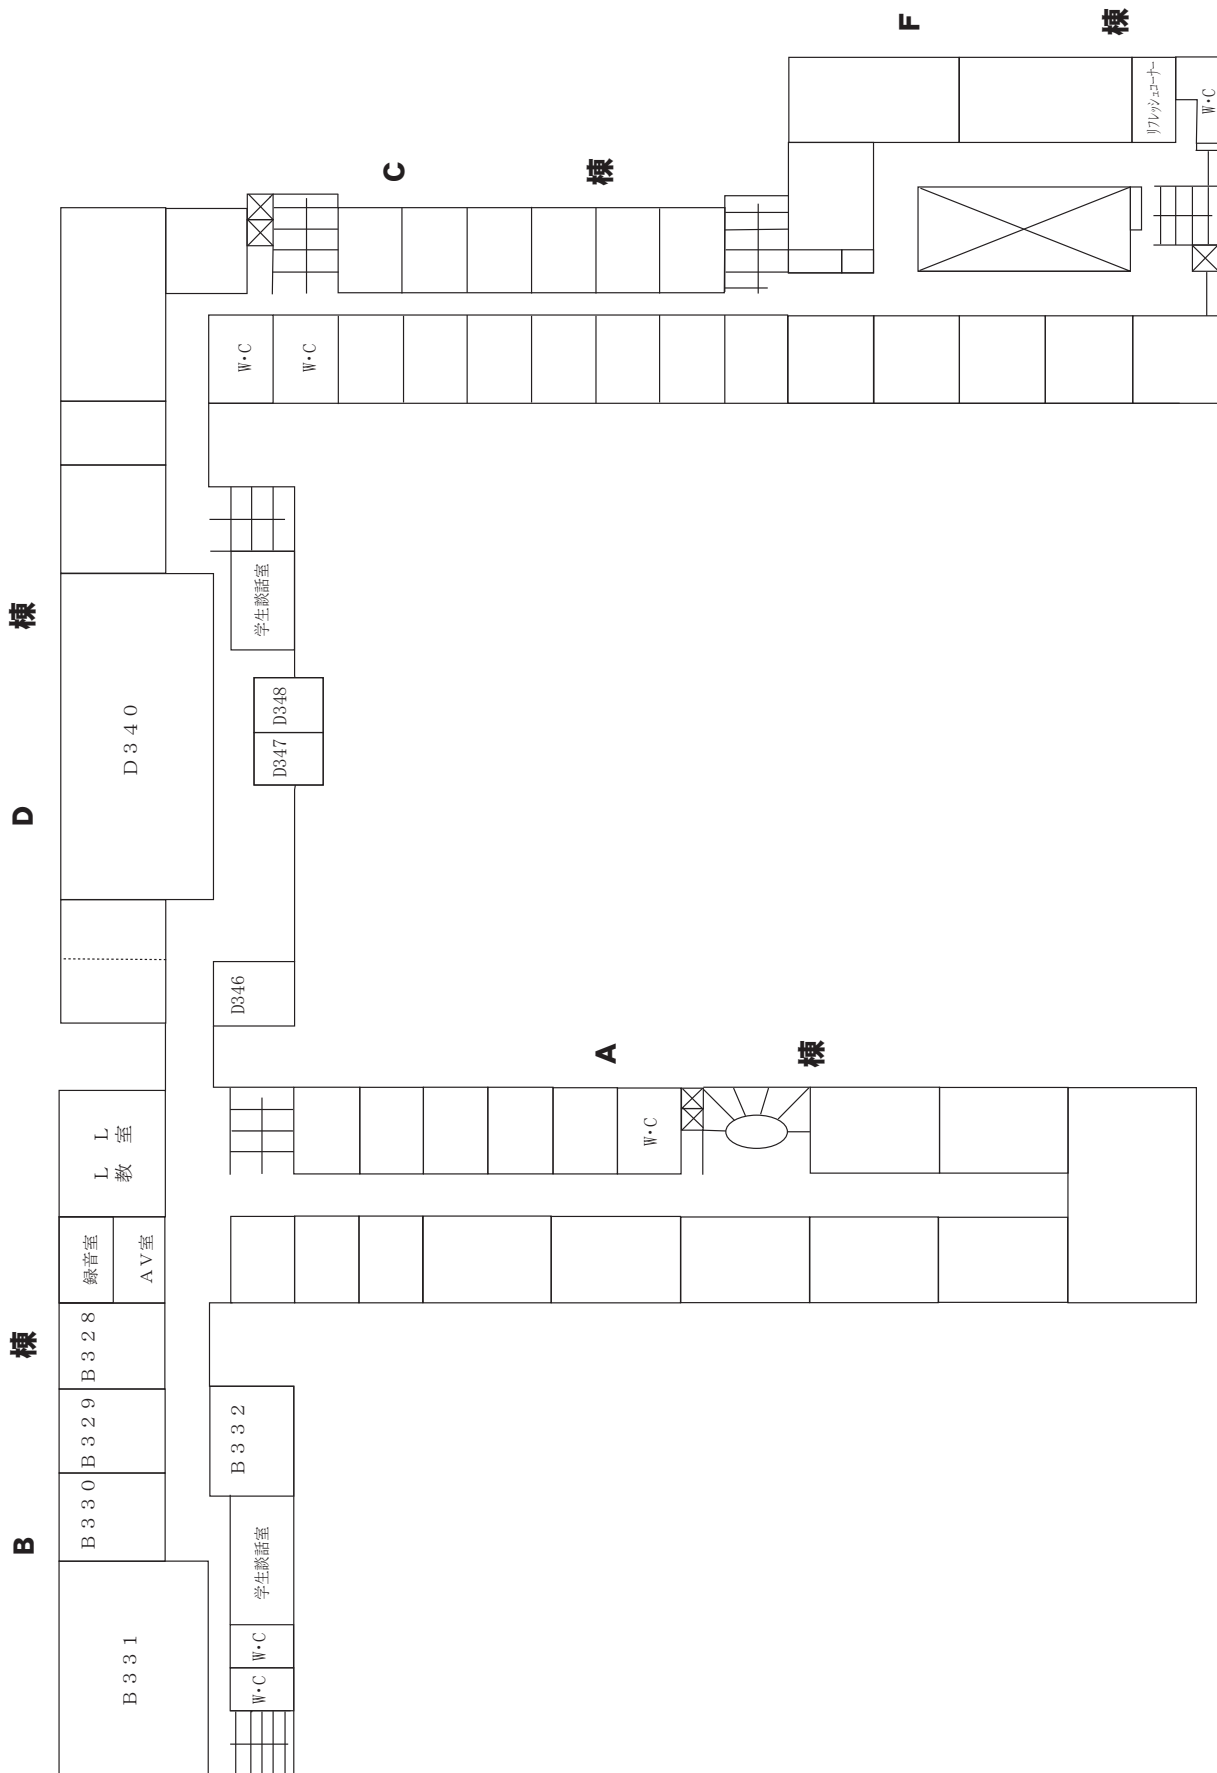 B 棟
D 棟
B331
B330
B329
B328
録音室
AV室
LL
教室
D340
W・C
W・C
学生談話室
B332
D346
D347
D348
学生談話室
W・C
W・C
A 棟
W・C
C 棟
F 棟
リフレッシュコーナー
W・C